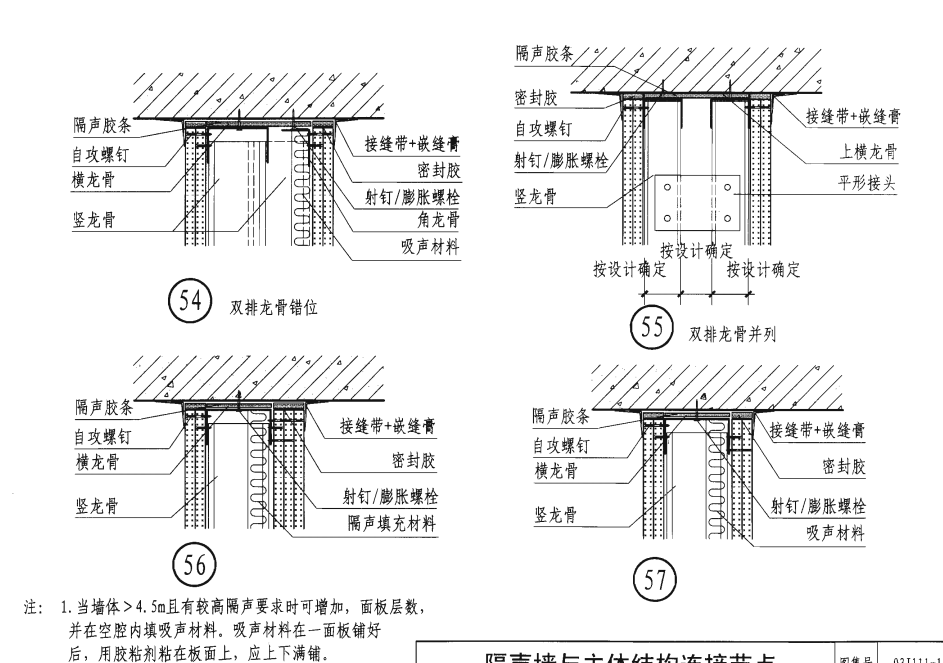 隔声胶条
自攻螺钉
横龙骨
竖龙骨
接缝带+嵌缝膏
密封胶
射钉/膨胀螺栓
角龙骨
吸声材料
54 双排龙骨错位
隔声胶条
密封胶
自攻螺钉
射钉/膨胀螺栓
竖龙骨
接缝带+嵌缝膏
上横龙骨
平形接头
按设计确定
按设计确定
按设计确定
55 双排龙骨并列
隔声胶条
自攻螺钉
横龙骨
竖龙骨
接缝带+嵌缝膏
密封胶
射钉/膨胀螺栓
隔声填充材料
56
隔声胶条
自攻螺钉
横龙骨
竖龙骨
接缝带+嵌缝膏
密封胶
射钉/膨胀螺栓
吸声材料
57
注: 1.当墙体>4.5m且有较高隔声要求时可增加,面板层数,
并在空腔内填吸声材料。吸声材料在一面板铺好
后,用胶粘剂粘在板面上,应上下满铺。
隔声墙与主体结构连接节点
图集号